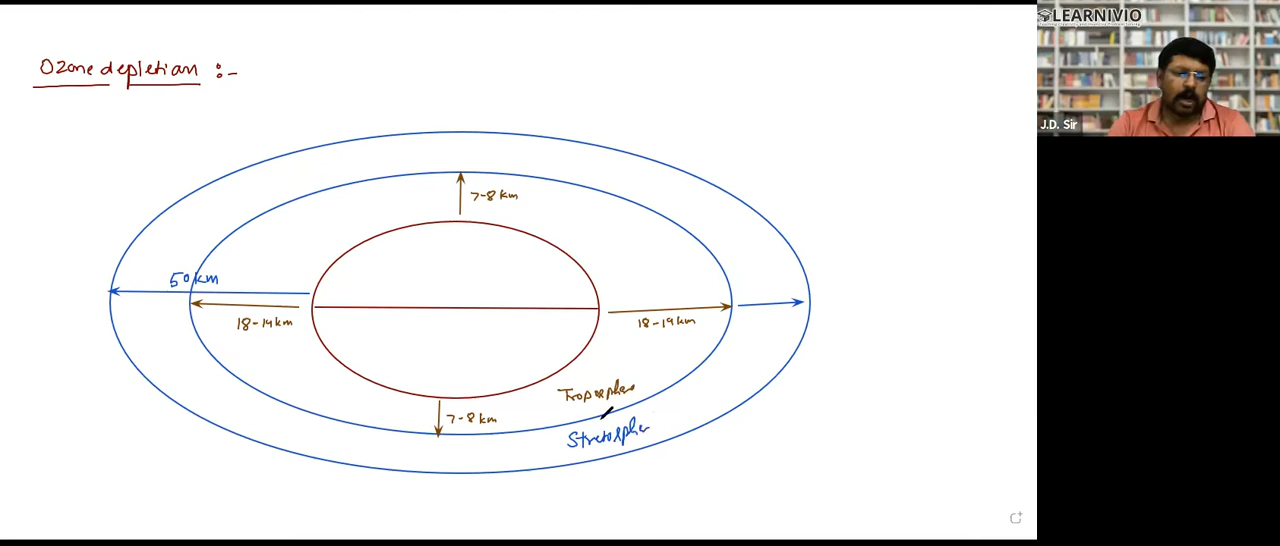 Ozone depletion :-
LEARNIVIO
J.D. Sir
7-8 km
50 km
18-19 km
18-19 km
Troposphere
7-8 km